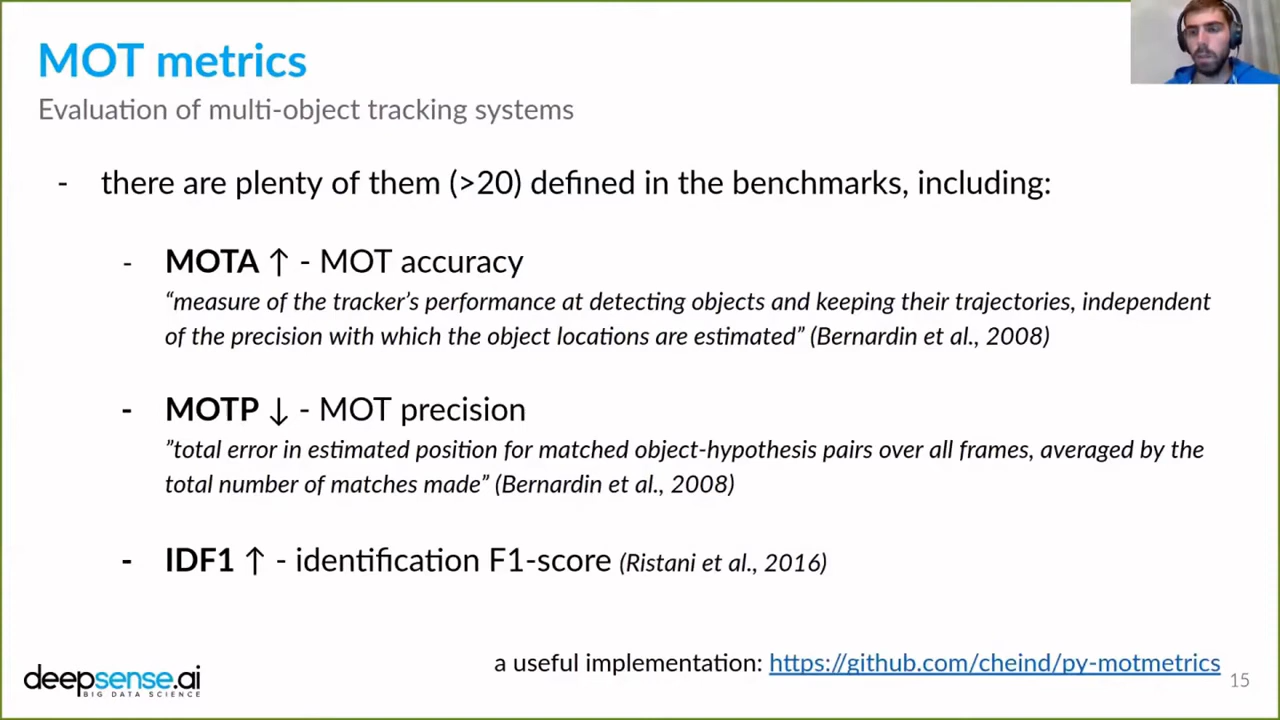 MOT metrics
Evaluation of multi-object tracking systems
- there are plenty of them (>20) defined in the benchmarks, including:
- MOTA ↑ - MOT accuracy
“measure of the tracker’s performance at detecting objects and keeping their trajectories, independent
of the precision with which the object locations are estimated” (Bernardin et al., 2008)
- MOTP ↓ - MOT precision
”total error in estimated position for matched object-hypothesis pairs over all frames, averaged by the
total number of matches made” (Bernardin et al., 2008)
- IDF1 ↑ - identification F1-score (Ristani et al., 2016)
a useful implementation: https://github.com/cheind/py-motmetrics
deepsense.ai
BIG DATA SCIENCE
15